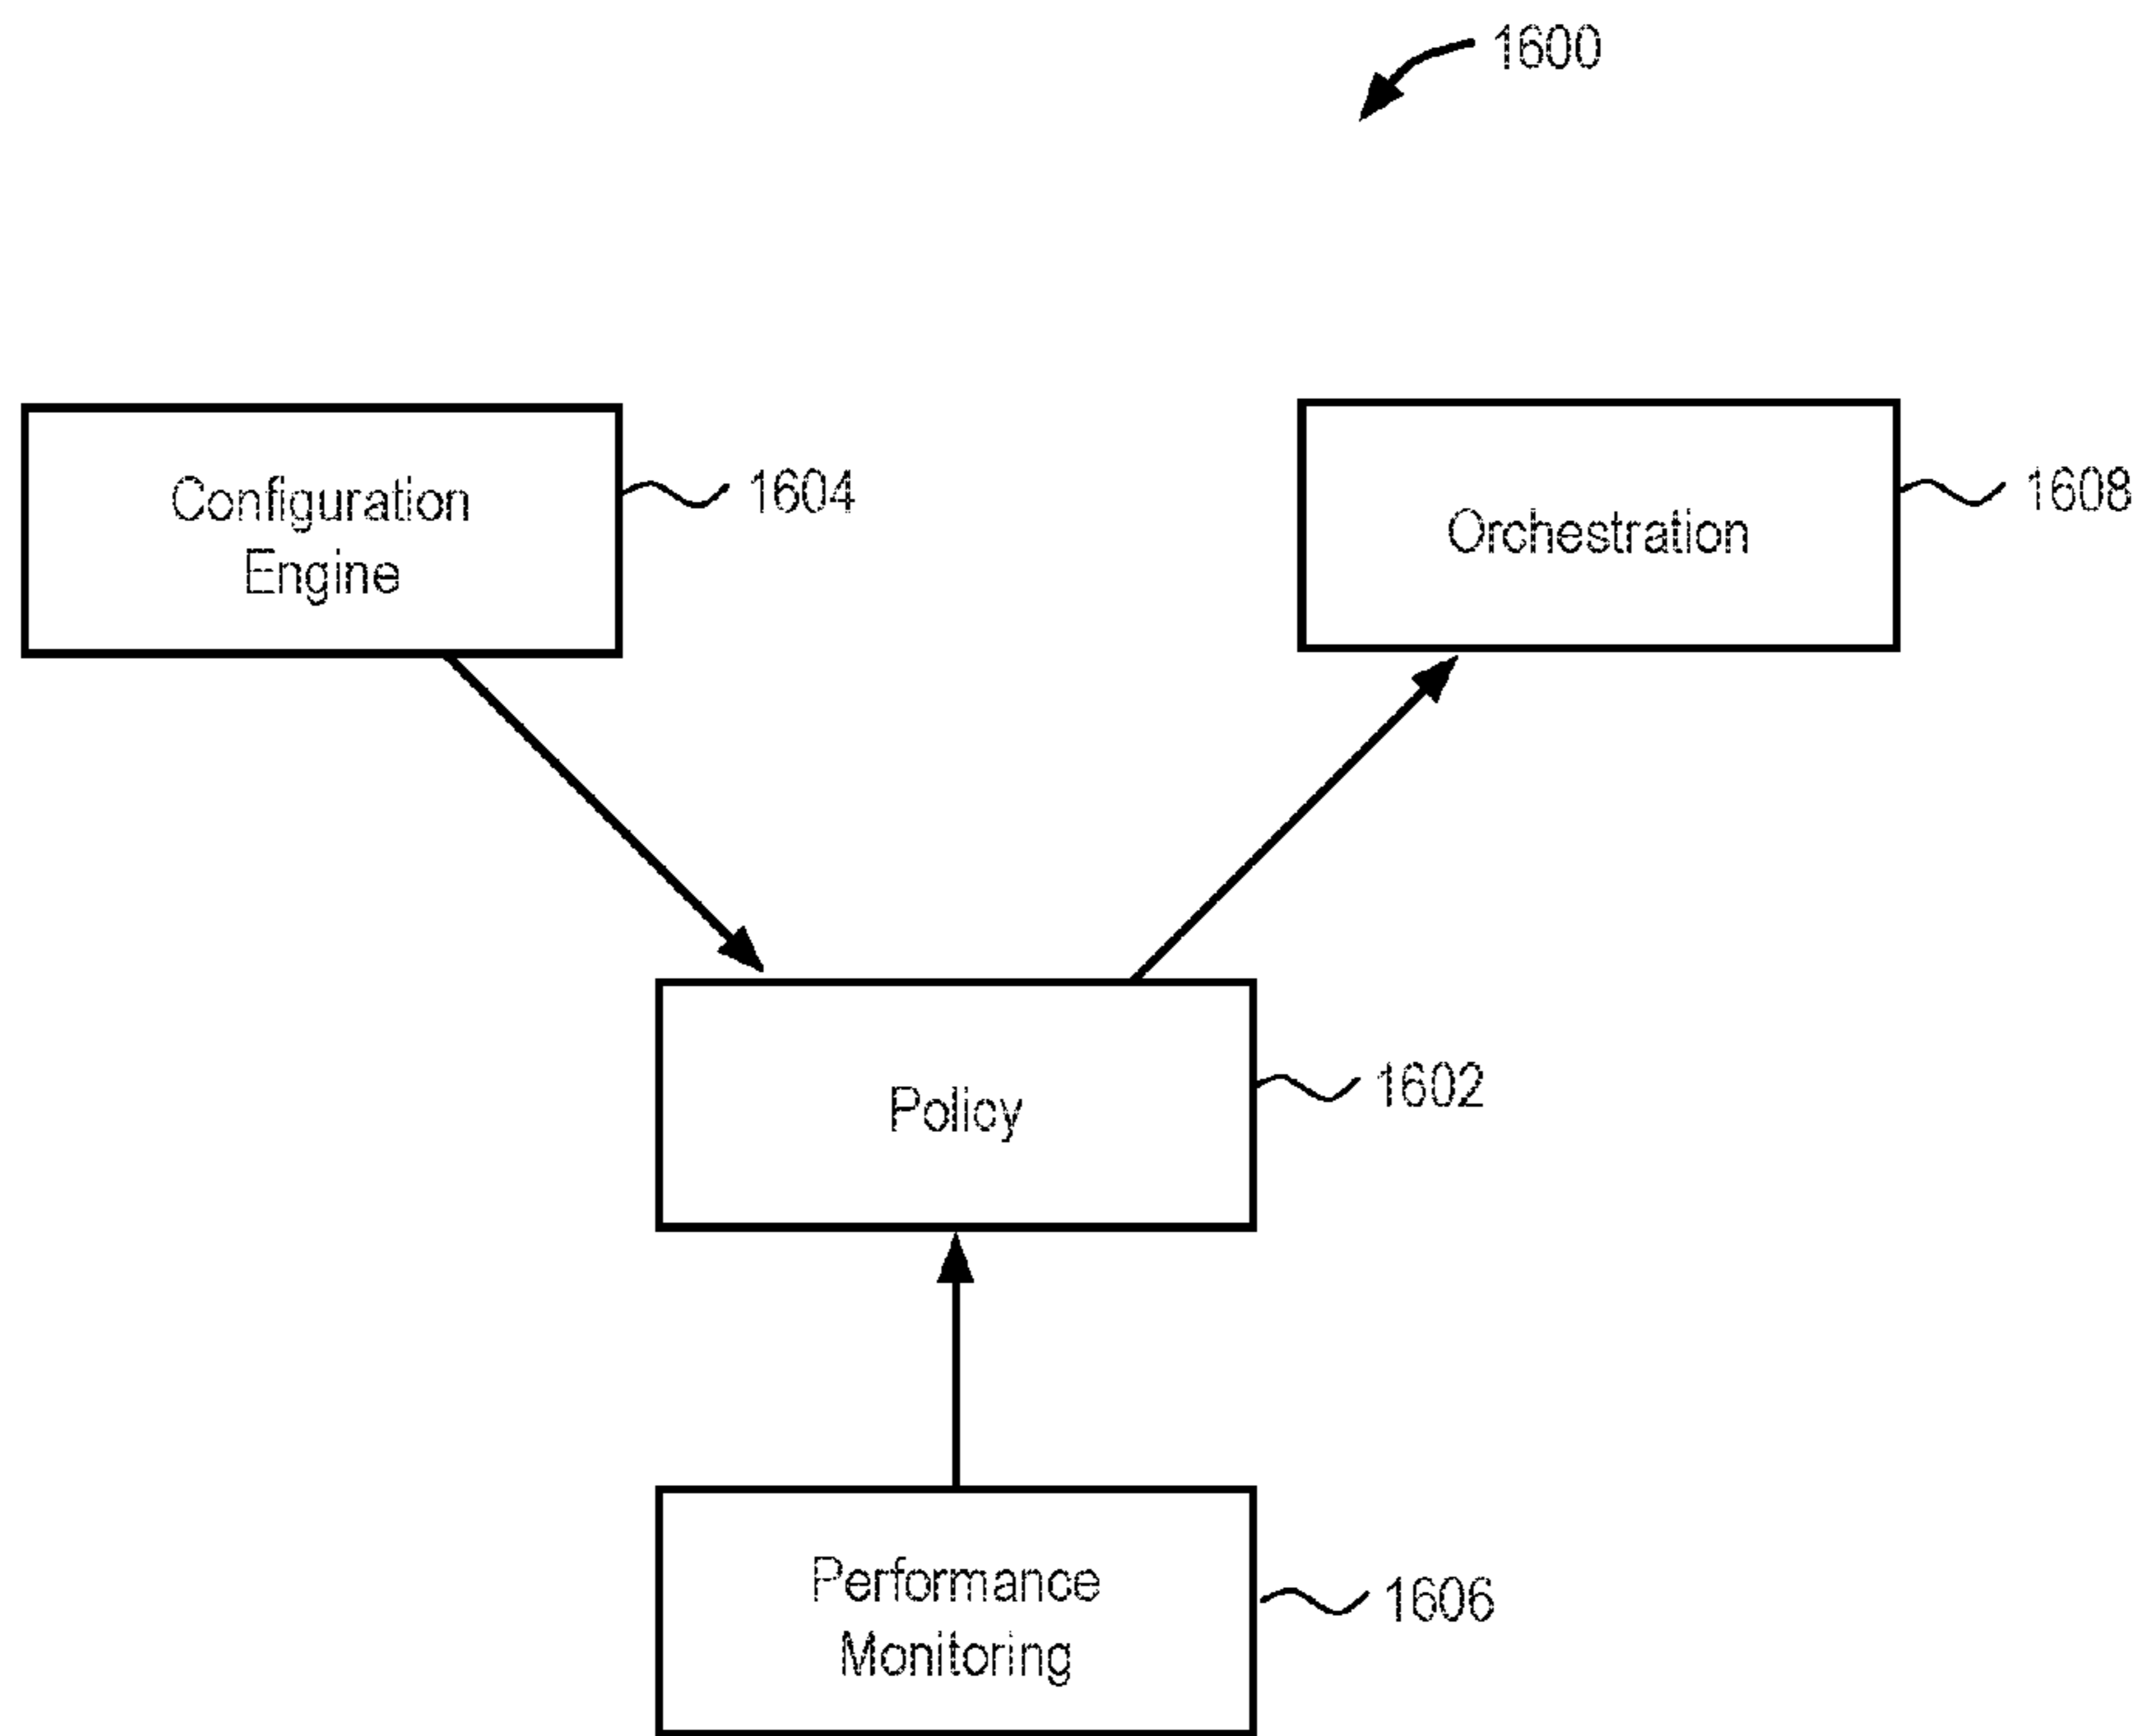 1600
Configuration
Engine
1604
Orchestration
1608
Policy
1602
Performance
Monitoring
1606